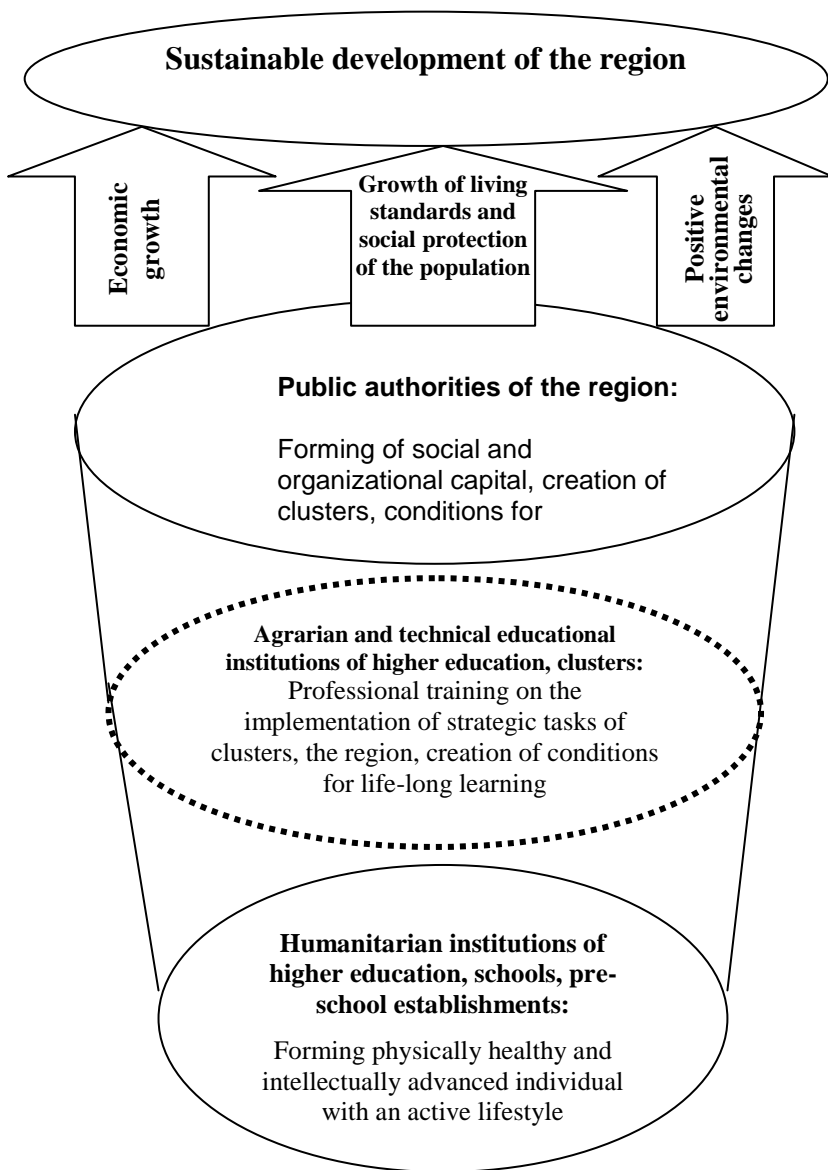 Sustainable development of the region
Economic
growth
Growth of living
standards and
social protection
of the population
Positive
environmental
changes
Public authorities of the region:
Forming of social and
organizational capital, creation of
clusters, conditions for
Agrarian and technical educational
institutions of higher education, clusters:
Professional training on the
implementation of strategic tasks of
clusters, the region, creation of conditions
for life-long learning
Humanitarian institutions of
higher education, schools, pre-
school establishments:
Forming physically healthy and
intellectually advanced individual
with an active lifestyle